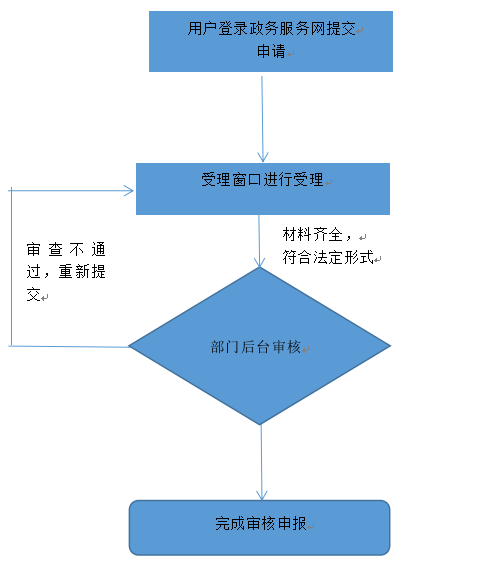 用户登录政务服务网提交
申请
受理窗口进行受理
材料齐全，
符合法定形式
审查不通
过，重新提
交
部门后台审核
完成审核申报